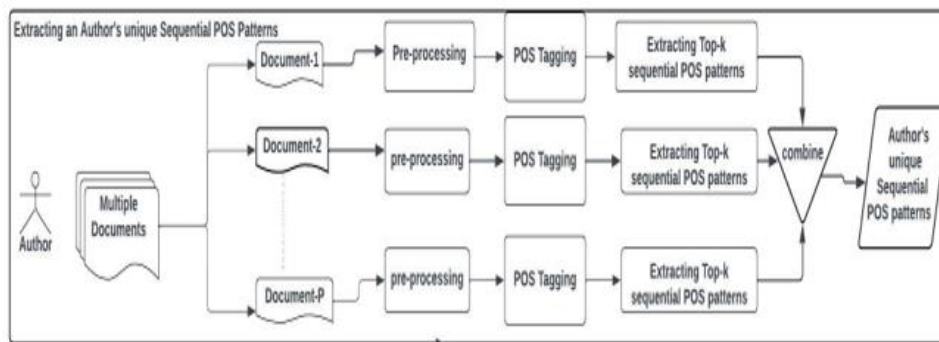 Extracting an Author's unique Sequential POS Patterns
Document-1
Pre-processing
POS Tagging
Extracting Top-k
sequential POS patterns
Document-2
pre-processing
POS Tagging
Extracting Top-k
sequential POS patterns
combine
Author's
unique
Sequential
POS patterns
Author
Multiple
Documents
Document-P
pre-processing
POS Tagging
Extracting Top-k
sequential POS patterns